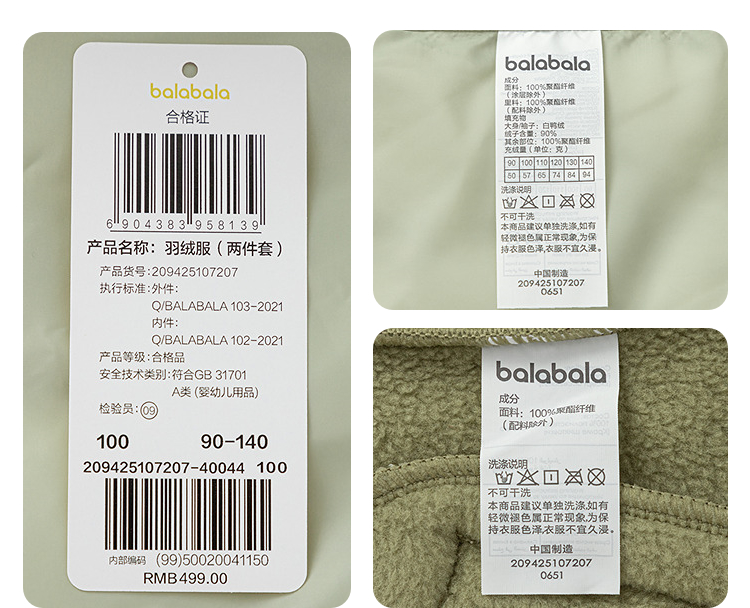 balabala
合格证
6 904383 958139
产品名称：羽绒服（两件套）
产品货号：209425107207
执行标准：外件：
Q/BALABALA 103-2021
内件：
Q/BALABALA 102-2021
产品等级：合格品
安全技术类别：符合GB 31701
A类 (婴幼儿用品)
检验员：09
100 90-140
209425107207-40044 100
内部编码 (99)50020041150
RMB499.00
balabala
成分
面料：100%聚酯纤维
（涂层除外）
里料：100%聚酯纤维
（配料除外）
填充物
大身/袖子：白鸭绒
绒子含量：90%
其余部位：100%聚酯纤维
充绒量（单位：克）
90 100 110 120 130 140
50 57 65 74 84 94
洗涤说明
不可干洗
本商品建议单独洗涤,如有
轻微褪色属正常现象,为保
持衣服色泽,衣服不宜久浸。
中国制造
209425107207
0651
balabala
成分
面料：100%聚酯纤维
（配料除外）
洗涤说明
不可干洗
本商品建议单独洗涤,如有
轻微褪色属正常现象,为保
持衣服色泽,衣服不宜久浸。
中国制造
209425107207
0651